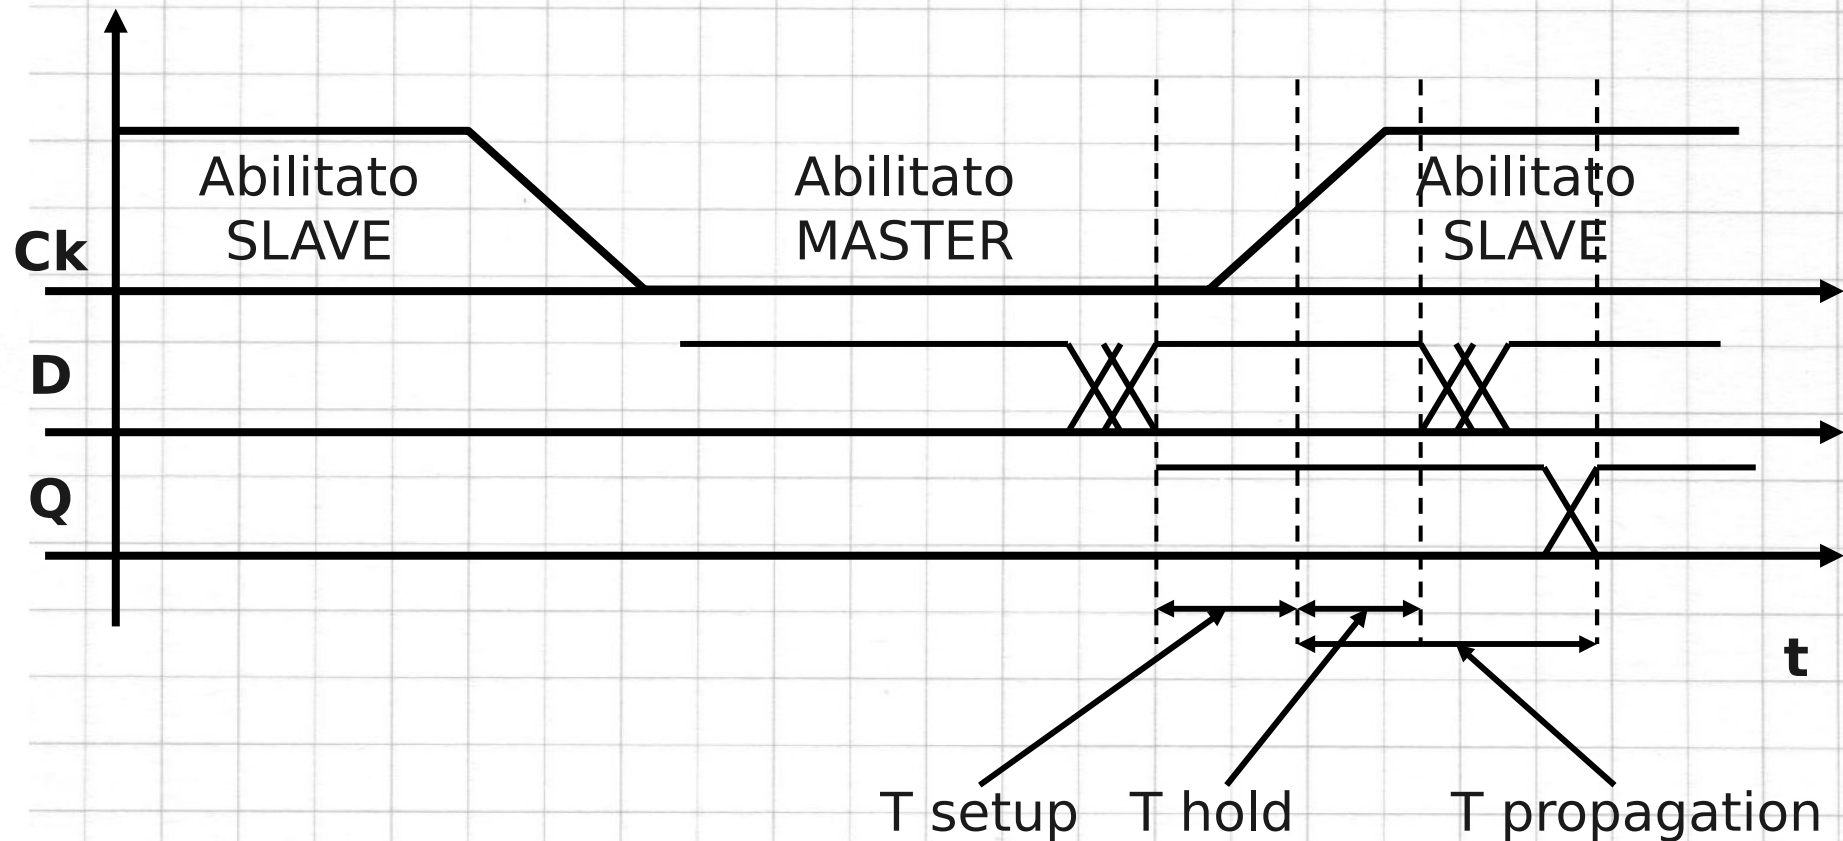 Abilitato
SLAVE
Abilitato
MASTER
Abilitato
SLAVE
Ck
D
Q
t
T setup
T hold
T propagation